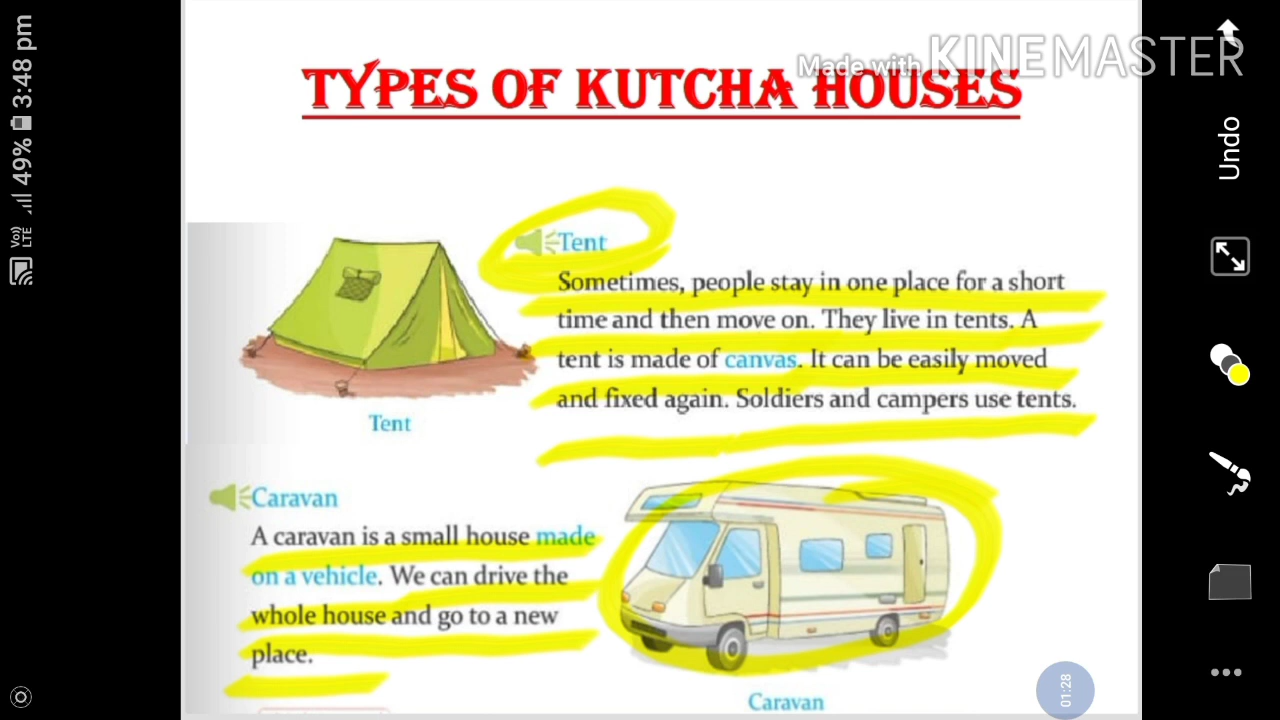 3:48 pm
49%
Vo))
LTE
Made with KINEMASTER
TYPES OF KUTCHA HOUSES
Undo
Tent
Sometimes, people stay in one place for a short
time and then move on. They live in tents. A
tent is made of canvas. It can be easily moved
and fixed again. Soldiers and campers use tents.
Tent
Caravan
A caravan is a small house made
on a vehicle. We can drive the
whole house and go to a new
place.
Caravan
01:28